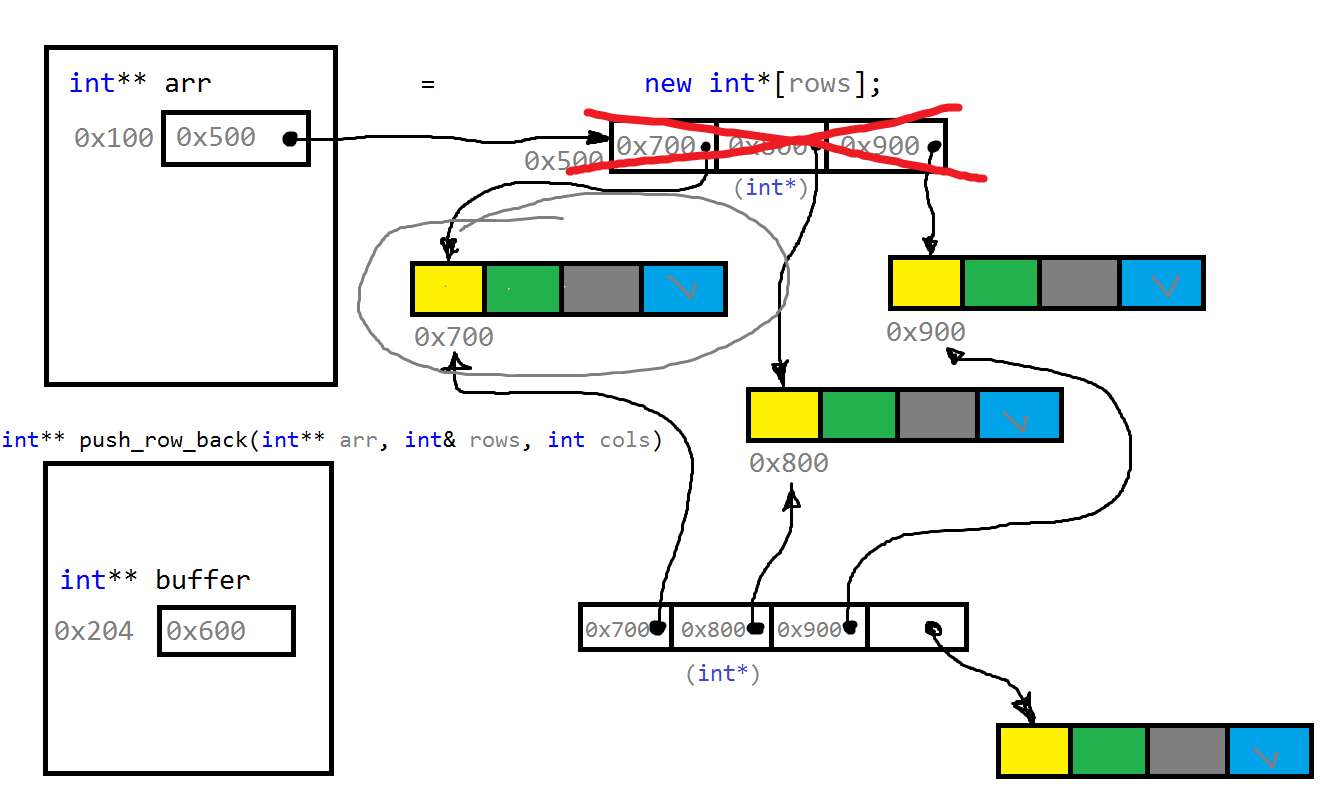 int** arr = new int*[rows];
0x100 0x500 0x500 0x700 0x800 0x900
(int*)
0x700
0x900
0x800
int** push_row_back(int** arr, int& rows, int cols)
int** buffer
0x204 0x600
0x700 0x800 0x900
(int*)